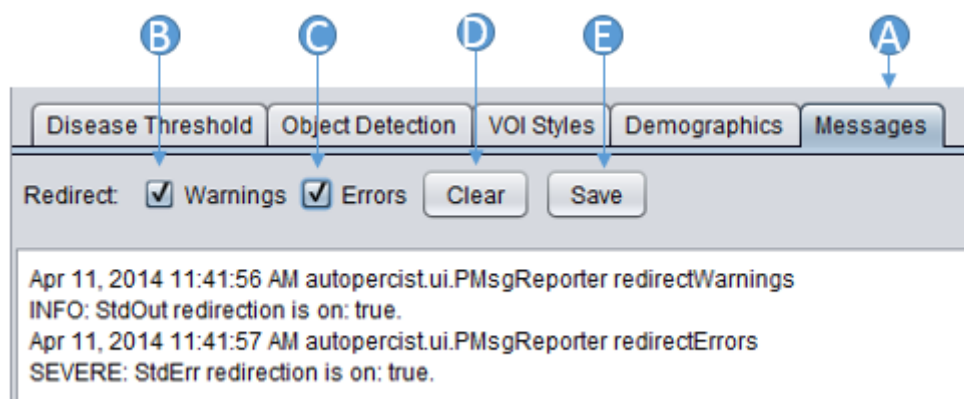 B C D E A
Disease Threshold Object Detection VOI Styles Demographics Messages
Redirect: Warnings Errors Clear Save
Apr 11, 2014 11:41:56 AM autopercist.ui.PMsgReporter redirectWarnings
INFO: StdOut redirection is on: true.
Apr 11, 2014 11:41:57 AM autopercist.ui.PMsgReporter redirectErrors
SEVERE: StdErr redirection is on: true.